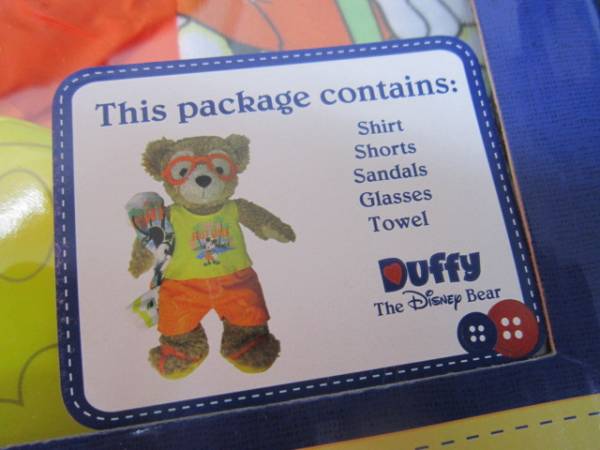 This package contains:
Shirt
Shorts
Sandals
Glasses
Towel
Duffy
The Disney Bear